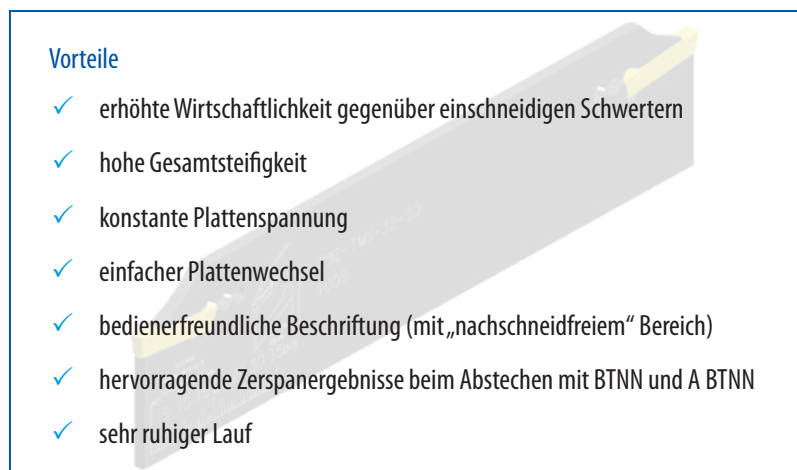 Vorteile
✓ erhöhte Wirtschaftlichkeit gegenüber einschneidigen Schwertern
✓ hohe Gesamtsteifigkeit
✓ konstante Plattenspannung
✓ einfacher Plattenwechsel
✓ bedienerfreundliche Beschriftung (mit „nachschneidfreiem“ Bereich)
✓ hervorragende Zerspanergebnisse beim Abstechen mit BTNN und A BTNN
✓ sehr ruhiger Lauf